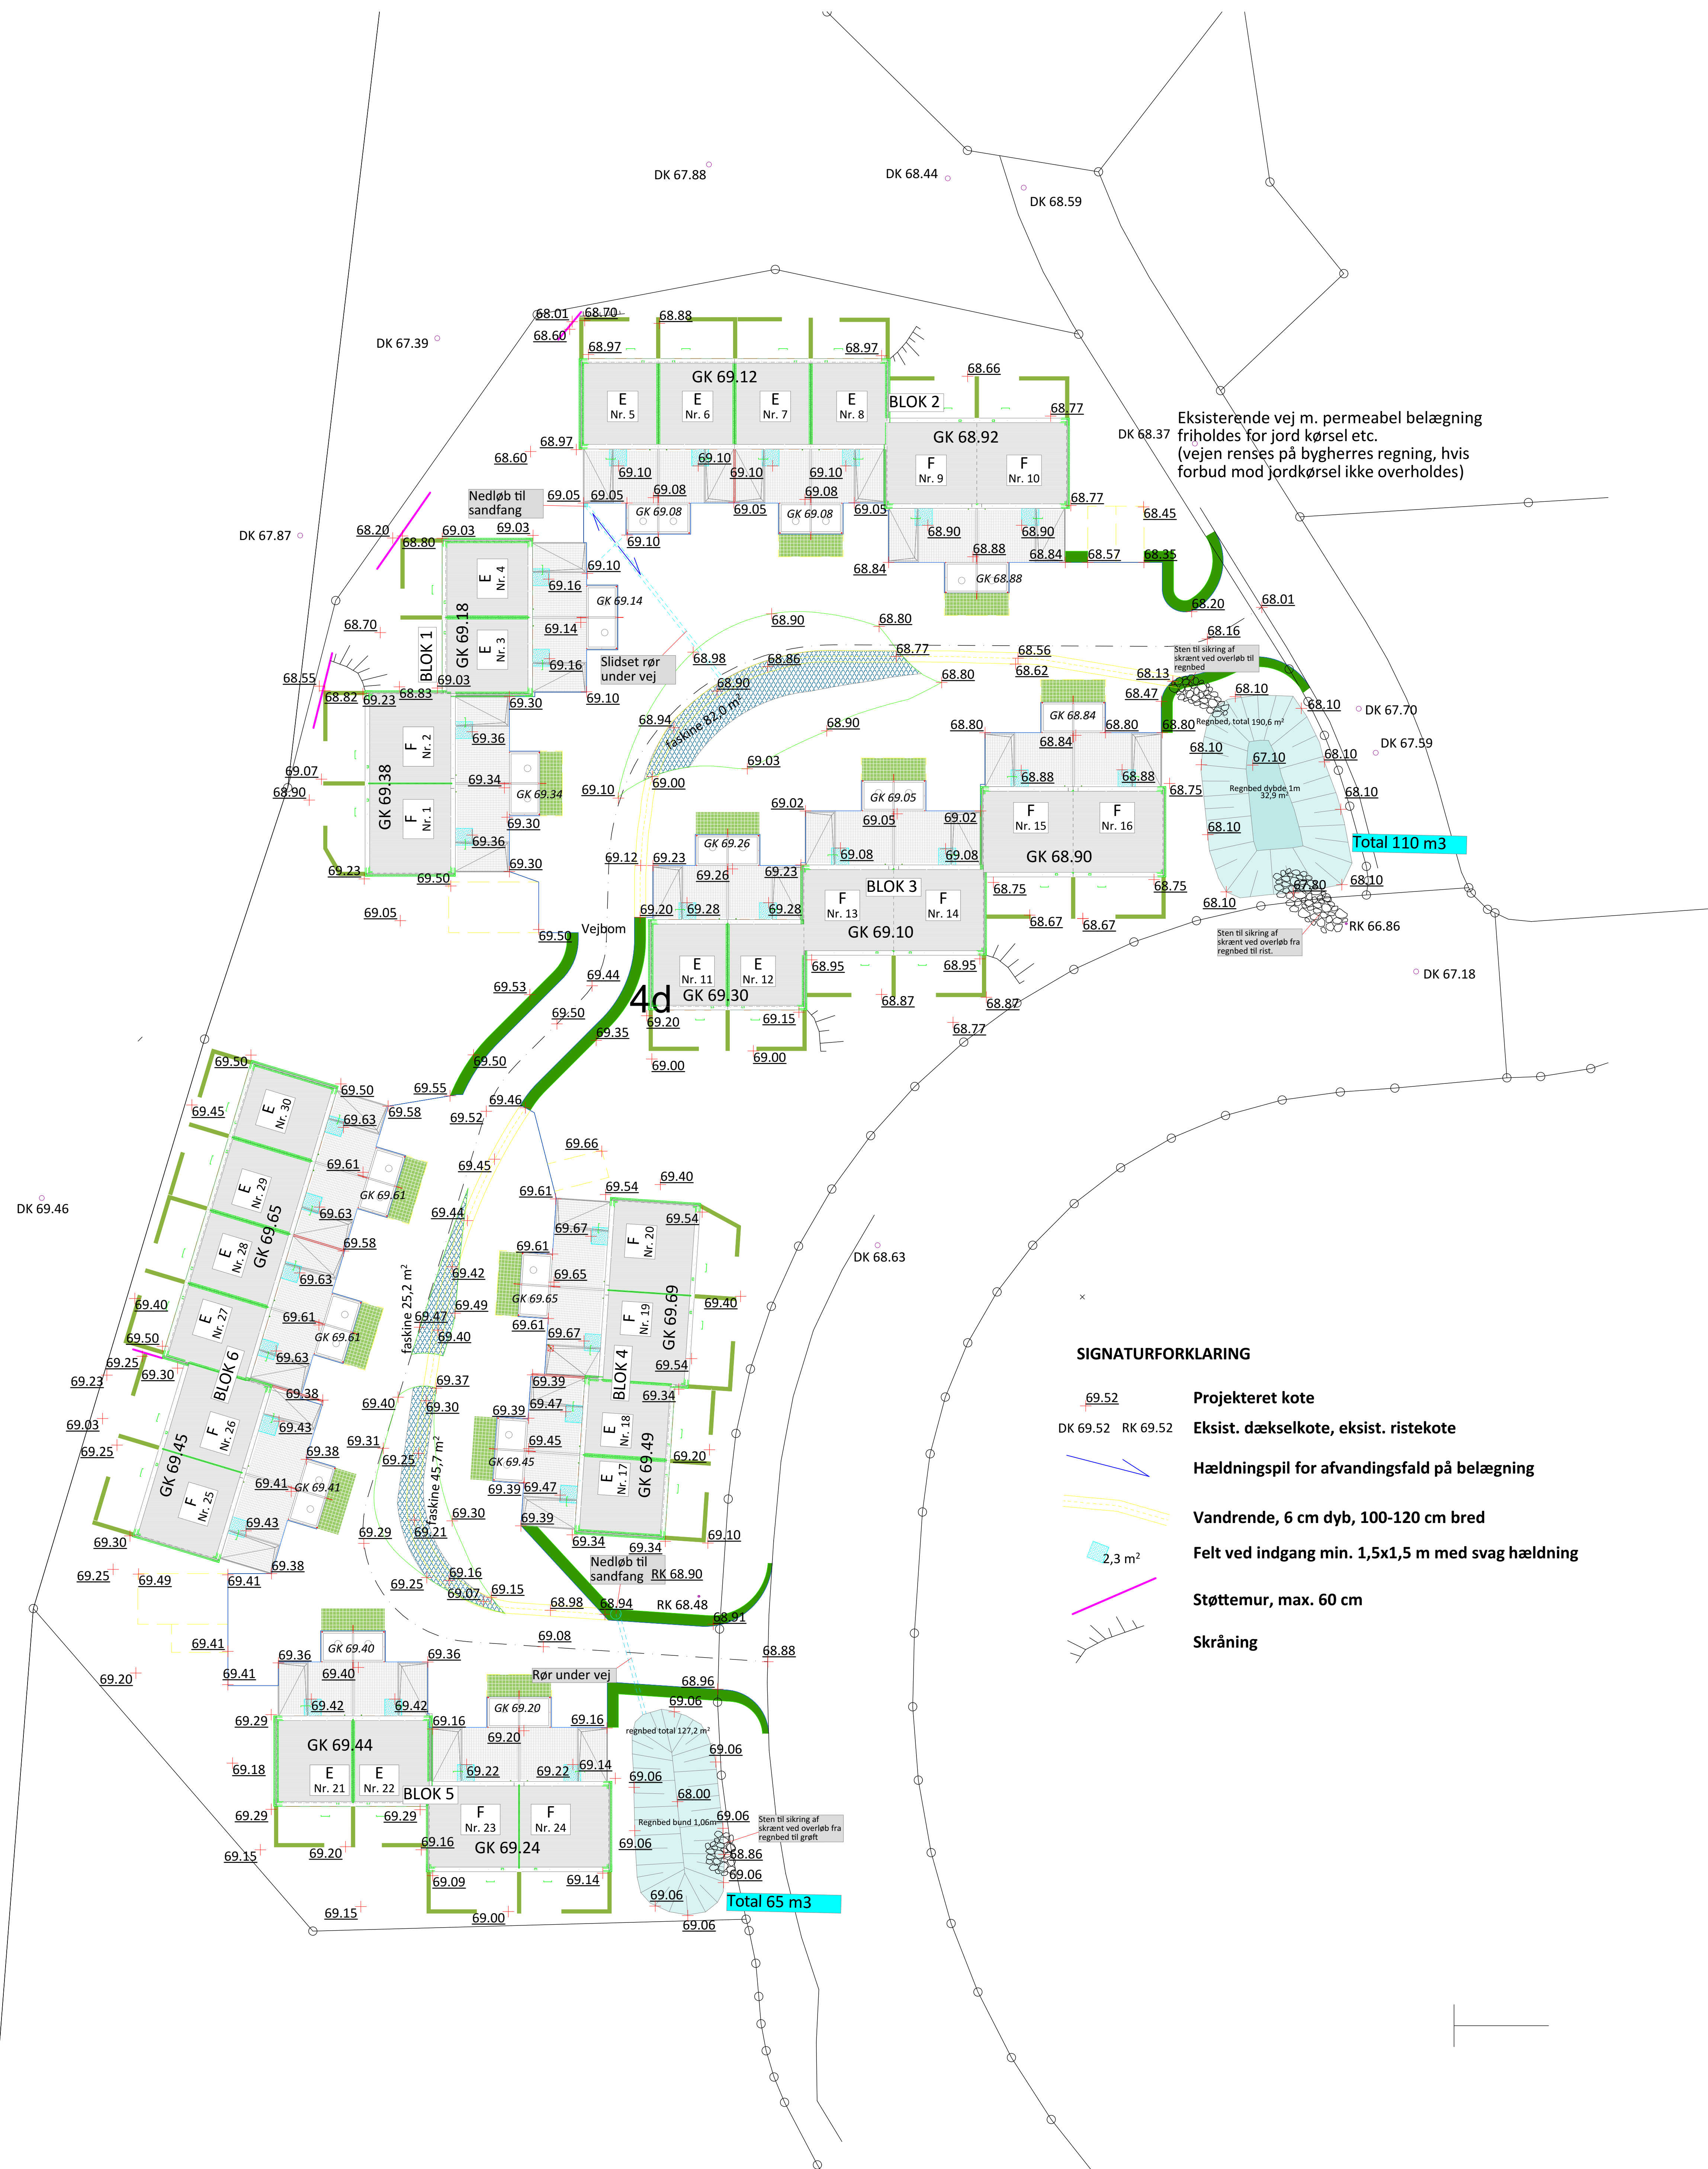 DK 67.88
DK 68.44
DK 68.59
DK 67.39
68.01
68.70
68.88
68.60
68.97
68.97
GK 69.12
E
Nr. 5
E
Nr. 6
E
Nr. 7
E
Nr. 8
BLOK 2
68.66
68.77
GK 68.92
F
Nr. 9
F
Nr. 10
DK 68.37
Eksisterende vej m. permeabel belægning
friholdes for jord kørsel etc.
(vejen renses på bygherres regning, hvis
forbud mod jordkørsel ikke overholdes)
68.97
68.60
69.10
69.10
69.10
69.10
69.08
69.08
69.05
69.05
69.05
69.05
GK 69.08
GK 69.08
69.10
68.77
68.45
68.90
68.90
68.88
68.84
68.84
68.57
68.35
GK 68.88
68.20
68.01
68.16
Nedløb til
sandfang
DK 67.87
68.20
68.80
69.03
69.03
69.10
E
Nr. 4
69.16
GK 69.14
69.14
E
Nr. 3
69.16
GK 69.18
BLOK 1
68.70
68.55
68.82
68.83
69.23
69.03
69.10
69.30
Slidset rør
under vej
68.90
68.80
68.98
68.86
68.77
68.90
68.80
68.94
faskine 82,0 m²
68.90
69.03
69.00
69.10
68.56
68.62
68.13
68.47
Sten til sikring af
skrænt ved overløb til
regnbed
68.10
68.10
Regnbed, total 190,6 m²
68.10
67.10
68.10
Regnbed dybde 1m
32,9 m²
68.10
68.10
67.80
68.10
68.10
DK 67.70
DK 67.59
Total 110 m3
RK 66.86
DK 67.18
Sten til sikring af
skrænt ved overløb fra
regnbed til rist.
F
Nr. 2
69.36
69.34
GK 69.34
GK 69.38
F
Nr. 1
69.36
69.30
69.30
69.07
68.90
69.23
69.50
69.05
69.50
Vejbom
69.12
69.23
GK 69.26
69.26
69.23
69.20
69.28
69.28
69.02
GK 69.05
69.05
69.02
69.08
69.08
68.80
GK 68.84
68.84
68.80
68.80
68.88
68.88
68.75
F
Nr. 15
F
Nr. 16
GK 68.90
68.75
68.75
68.67
68.67
BLOK 3
F
Nr. 13
F
Nr. 14
GK 69.10
68.95
68.95
68.87
68.87
68.77
E
Nr. 11
E
Nr. 12
GK 69.30
4d
69.20
69.15
69.00
69.00
69.44
69.53
69.50
69.35
69.50
69.55
69.46
69.52
69.50
69.50
69.58
69.45
69.63
E
Nr. 30
69.61
GK 69.61
E
Nr. 29
69.63
GK 69.65
69.58
E
Nr. 28
69.63
69.61
GK 69.61
E
Nr. 27
69.63
69.40
69.50
69.25
69.30
69.23
BLOK 6
69.38
69.03
69.25
F
Nr. 26
69.43
69.38
69.41
GK 69.41
GK 69.45
F
Nr. 25
69.43
69.38
69.30
69.25
69.49
69.41
69.41
69.41
69.20
DK 69.46
69.45
69.44
69.42
69.49
69.47
69.40
faskine 25,2 m²
69.37
69.40
69.30
69.31
69.25
faskine 45,7 m²
69.30
69.29
69.21
69.25
69.16
69.07
69.15
68.98
69.08
69.66
69.61
69.54
69.40
69.54
69.67
F
Nr. 20
69.61
69.65
GK 69.65
69.61
F
Nr. 19
69.67
GK 69.69
69.40
69.54
BLOK 4
69.39
69.34
69.39
69.47
E
Nr. 18
69.45
GK 69.45
GK 69.49
69.20
69.39
69.47
E
Nr. 17
69.39
69.34
69.34
69.10
Nedløb til
sandfang
RK 68.90
68.94
RK 68.48
68.91
68.88
Rør under vej
68.96
69.06
regnbed total 127,2 m²
69.06
69.06
68.00
Regnbed bund 1,06m
69.06
69.06
Sten til sikring af
skrænt ved overløb fra
regnbed til grøft
68.86
69.06
69.06
69.06
Total 65 m3
69.36
GK 69.40
69.40
69.36
69.42
69.42
69.29
69.16
GK 69.20
69.20
69.16
69.22
69.22
69.14
GK 69.44
E
Nr. 21
E
Nr. 22
BLOK 5
69.18
69.29
69.29
F
Nr. 23
F
Nr. 24
GK 69.24
69.16
69.15
69.20
69.09
69.14
69.15
69.00
DK 68.63
SIGNATURFORKLARING
69.52
Projekteret kote
DK 69.52 RK 69.52 Eksist. dækselkote, eksist. ristekote
Hældningspil for afvandingsfald på belægning
Vandrende, 6 cm dyb, 100-120 cm bred
2,3 m²
Felt ved indgang min. 1,5x1,5 m med svag hældning
Støttemur, max. 60 cm
Skråning